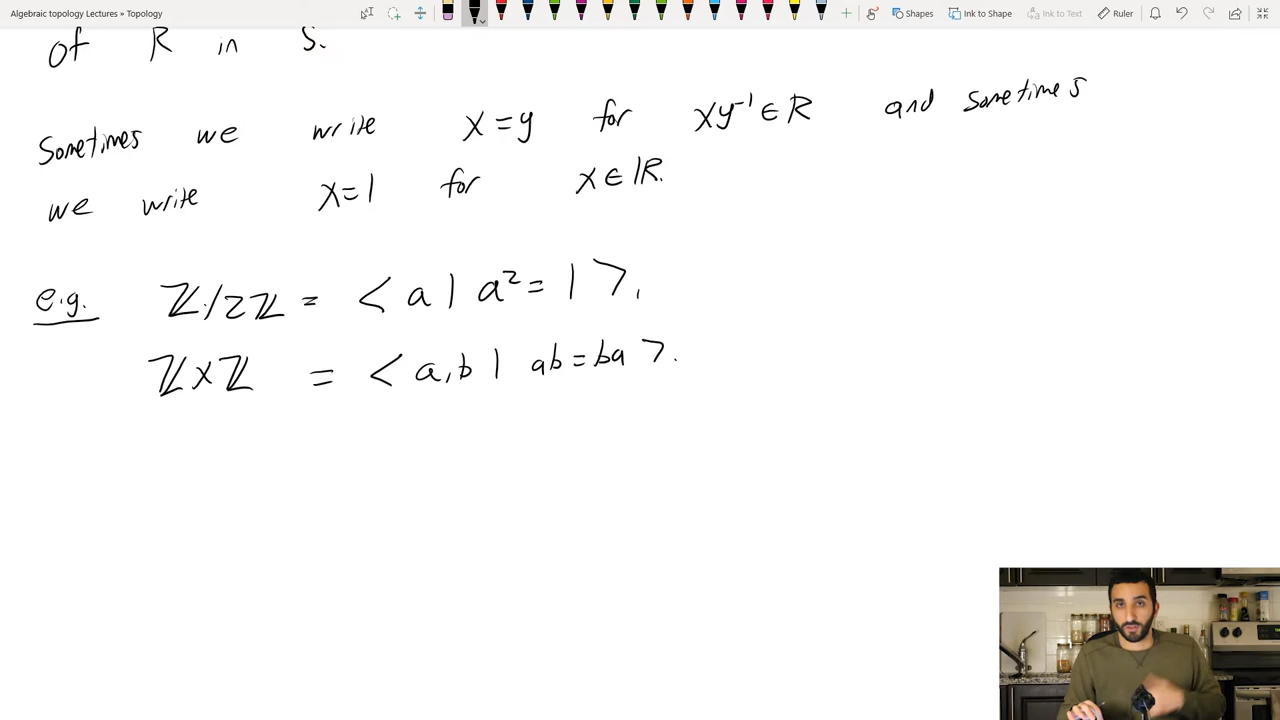 Algebraic topology Lectures » Topology
Shapes Ink to Shape Ink to Text Ruler
of R in S.
Sometimes we write x=y for xy⁻¹ ∈ R and sometimes
we write x=1 for x ∈ R.
e.g. ℤ/2ℤ = < a | a² = 1 >,
ℤ×ℤ = < a,b | ab = ba >.